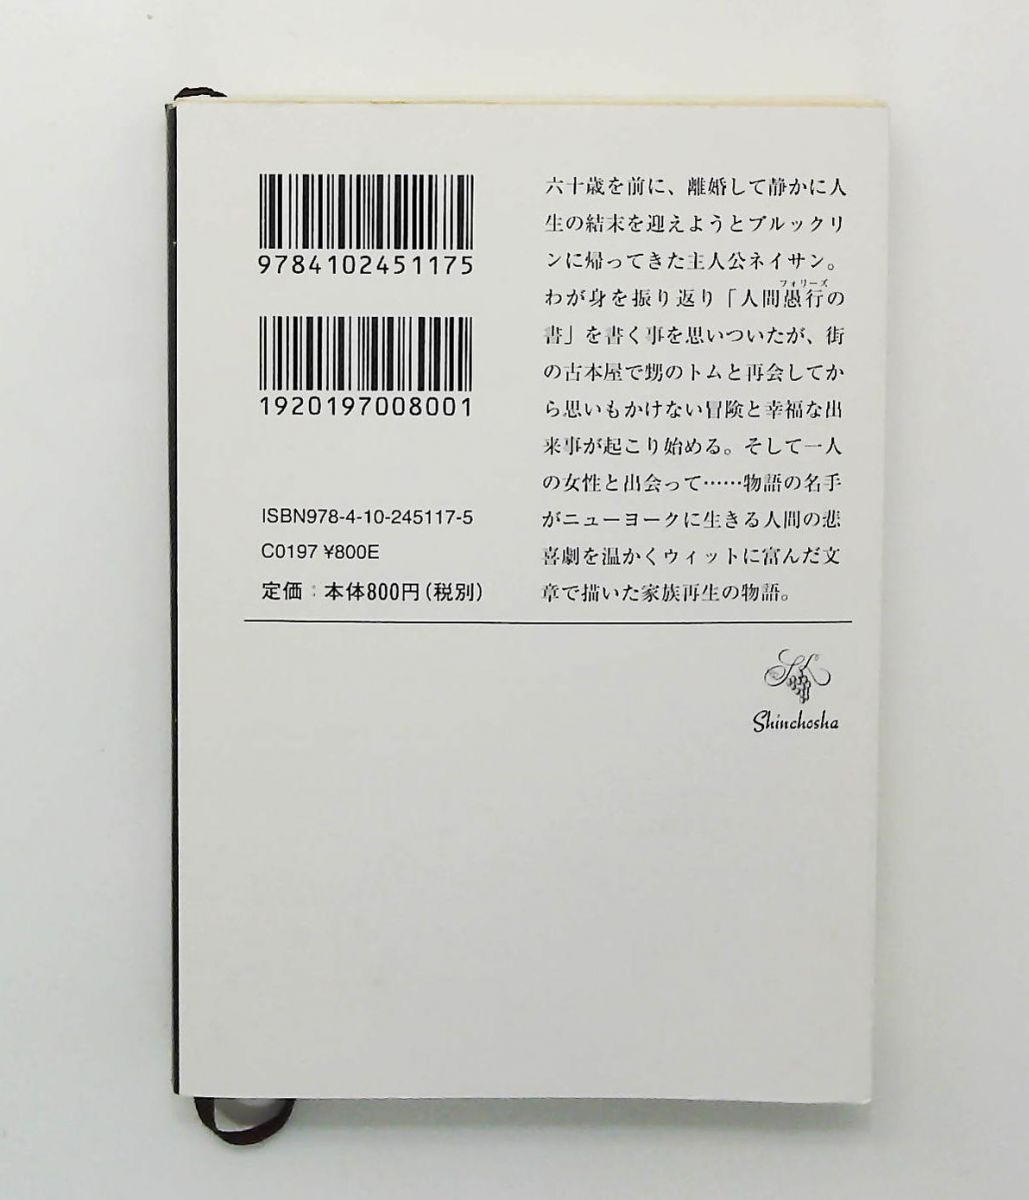 9784102451175
1920197008001
ISBN978-4-10-245117-5
C0197 ¥800E
定価：本体800円（税別）
六十歳を前に、離婚して静かに人
生の結末を迎えようとブルックリ
ンに帰ってきた主人公ネイサン。
フォリーズ
わが身を振り返り「人間愚行の
書」を書く事を思いついたが、街
の古本屋で甥のトムと再会してか
ら思いもかけない冒険と幸福な出
来事が起こり始める。そして一人
の女性と出会って……物語の名手
がニューヨークに生きる人間の悲
喜劇を温かくウィットに富んだ文
章で描いた家族再生の物語。
Shinchosha